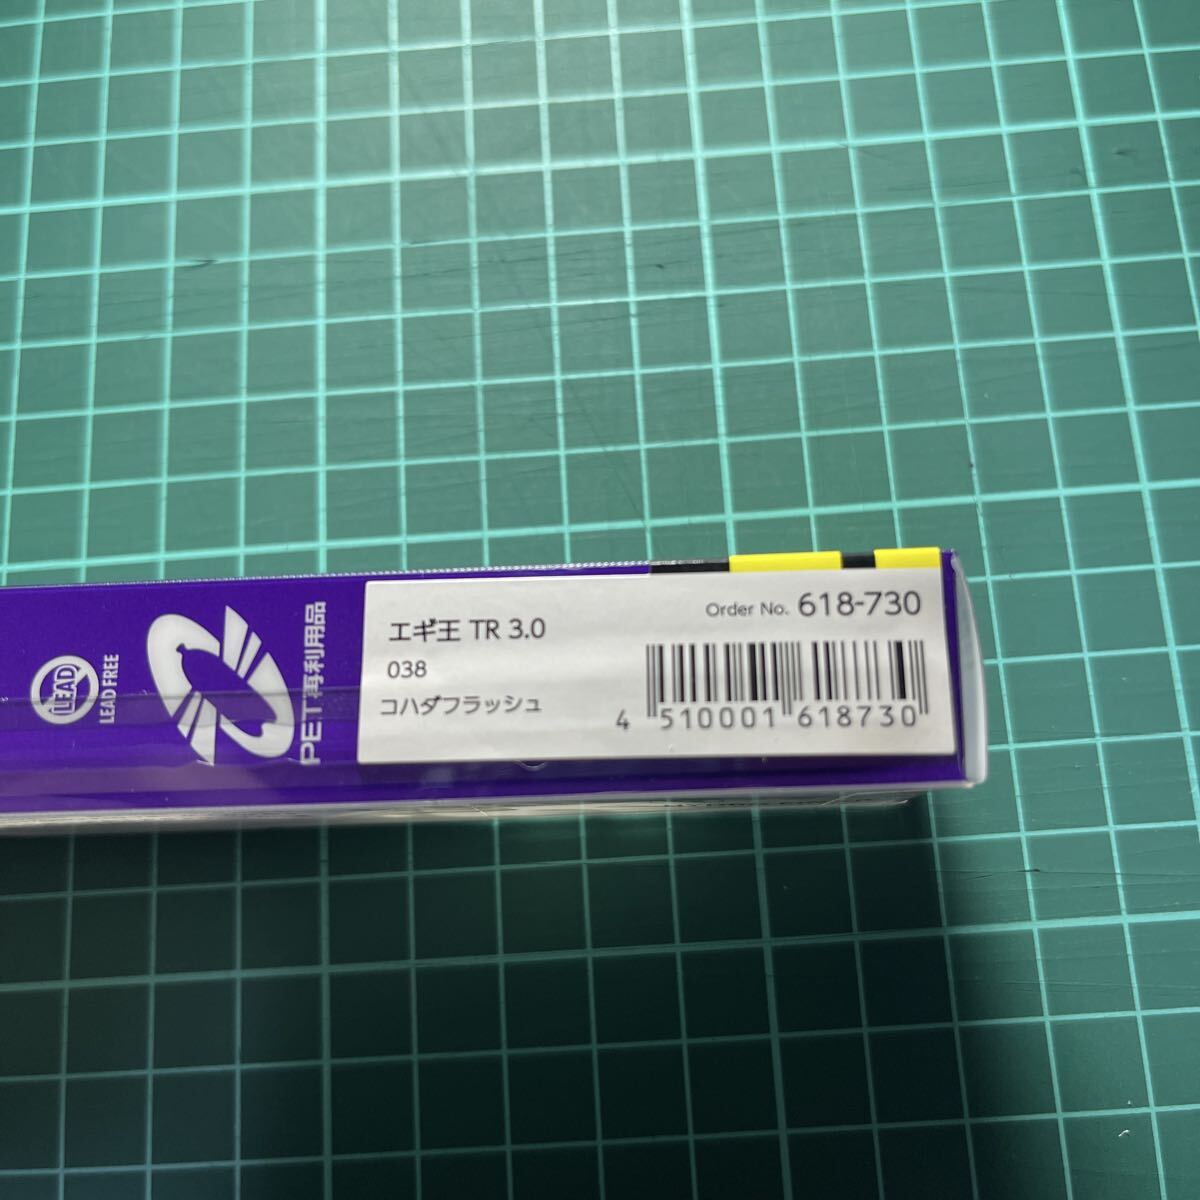 LEAD
LEAD FREE
PET再利用品
エギ王 TR 3.0
038
コハダフラッシュ
Order No. 618-730
4 510001 618730